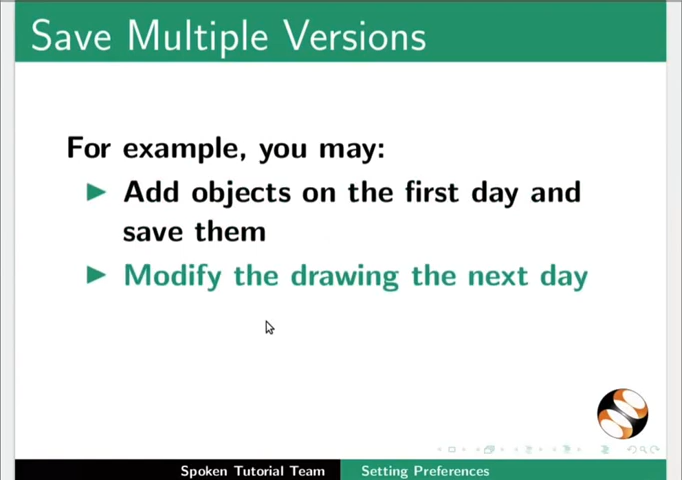 Save Multiple Versions
For example, you may:
Add objects on the first day and
save them
Modify the drawing the next day
Spoken Tutorial Team
Setting Preferences